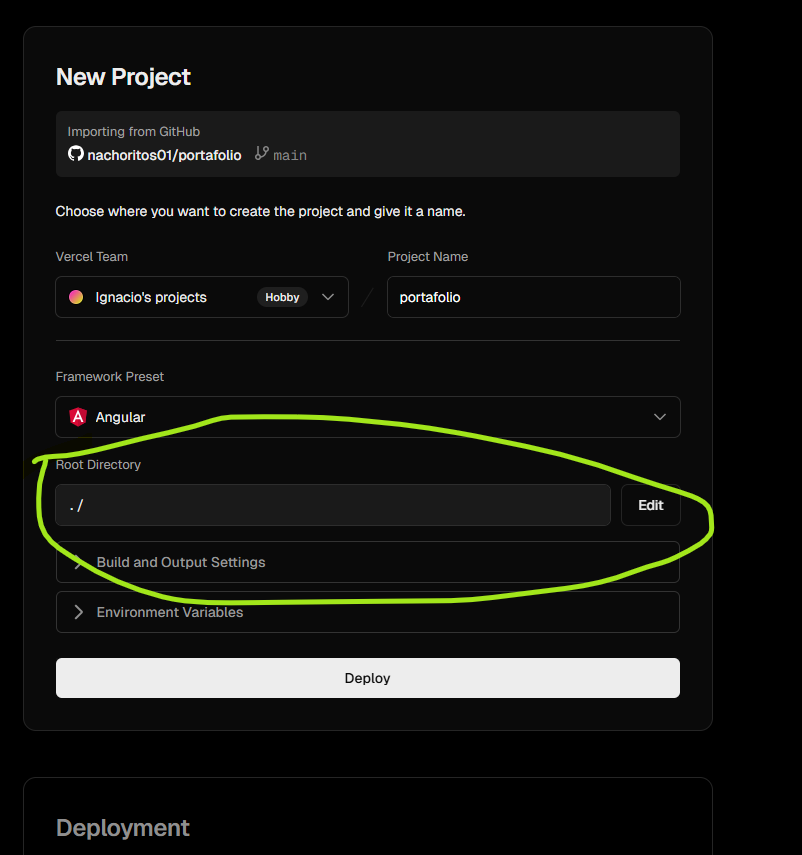 New Project
Importing from GitHub
nachoritos01/portafolio main
Choose where you want to create the project and give it a name.
Vercel Team
Project Name
Ignacio's projects Hobby
/
portafolio
Framework Preset
Angular
Root Directory
./
Edit
Build and Output Settings
Environment Variables
Deploy
Deployment